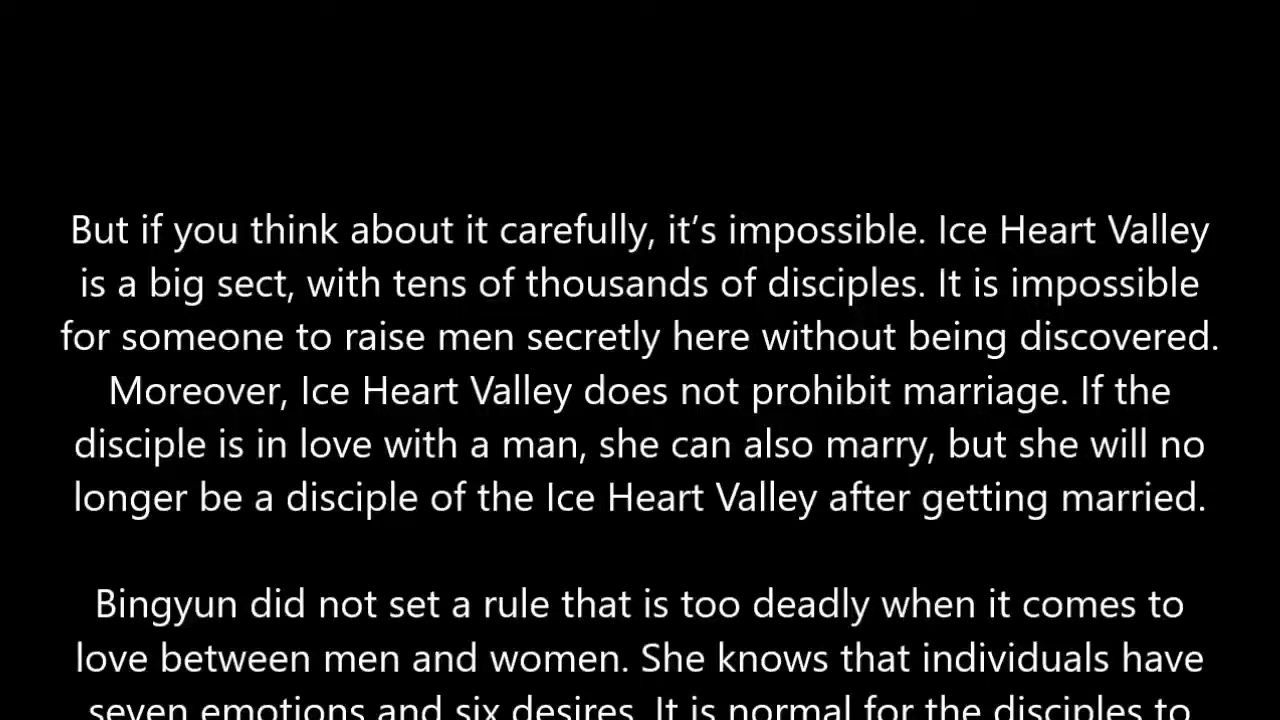 But if you think about it carefully, it’s impossible. Ice Heart Valley
is a big sect, with tens of thousands of disciples. It is impossible
for someone to raise men secretly here without being discovered.
Moreover, Ice Heart Valley does not prohibit marriage. If the
disciple is in love with a man, she can also marry, but she will no
longer be a disciple of the Ice Heart Valley after getting married.
Bingyun did not set a rule that is too deadly when it comes to
love between men and women. She knows that individuals have
seven emotions and six desires. It is normal for the disciples to